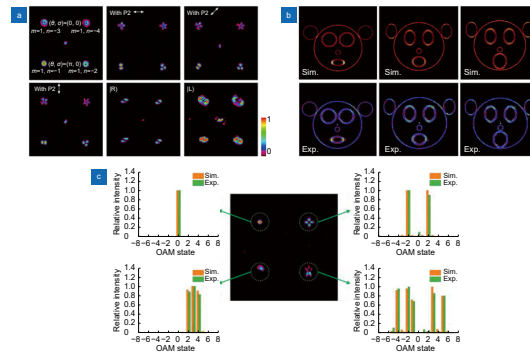 a
(θ, σ)=(0, 0)
m=1, n=−3 m=1, n=−4
(θ, σ)=(π, 0)
m=1, n=−1 m=1, n=−2
With P2
With P2
With P2
|R⟩
|L⟩
1
0
b
Sim.
Sim.
Sim.
Exp.
Exp.
Exp.
c
Relative intensity
1.4
1.2
1.0
0.8
0.6
0.4
0.2
0
−8 −6 −4 −2 0 2 4 6 8
OAM state
Sim.
Exp.
Relative intensity
1.4
1.2
1.0
0.8
0.6
0.4
0.2
0
−8 −6 −4 −2 0 2 4 6 8
OAM state
Sim.
Exp.
Relative intensity
1.4
1.2
1.0
0.8
0.6
0.4
0.2
0
−8 −6 −4 −2 0 2 4 6 8
OAM state
Sim.
Exp.
Relative intensity
1.4
1.2
1.0
0.8
0.6
0.4
0.2
0
−8 −6 −4 −2 0 2 4 6 8
OAM state
Sim.
Exp.